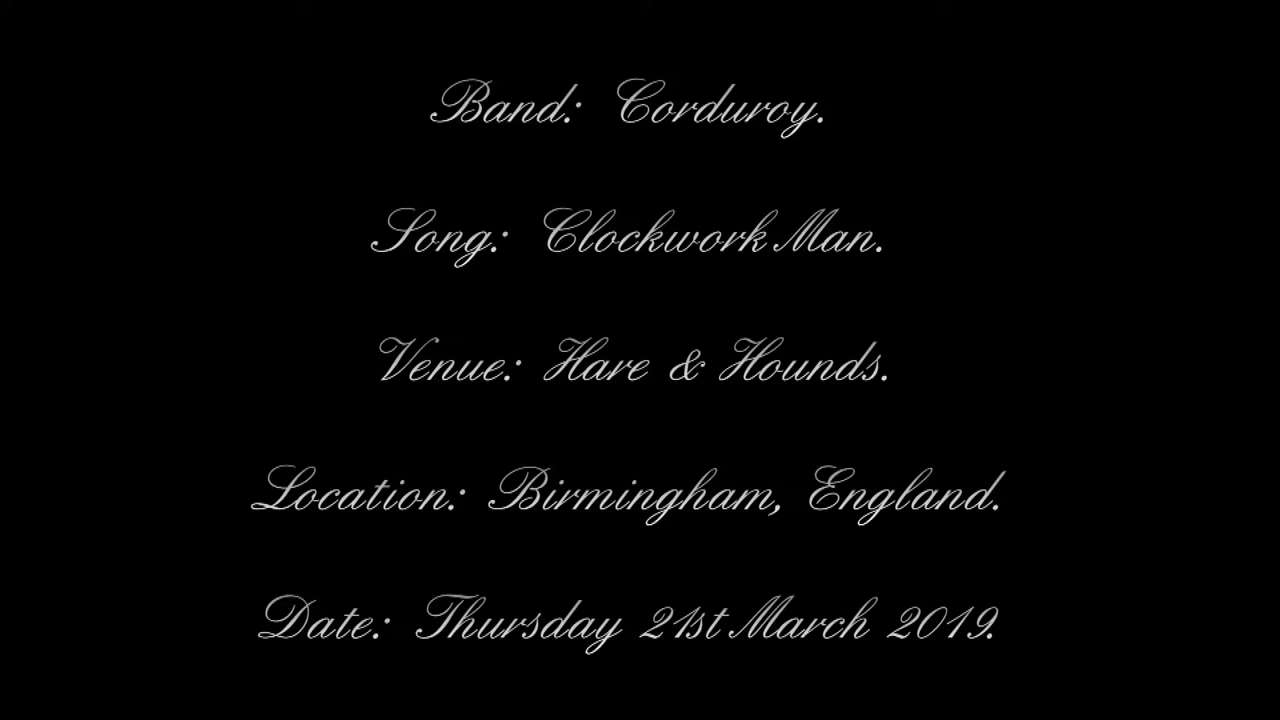 Band: Corduroy.
Song: Clockwork Man.
Venue: Hare & Hounds.
Location: Birmingham, England.
Date: Thursday 21st March 2019.